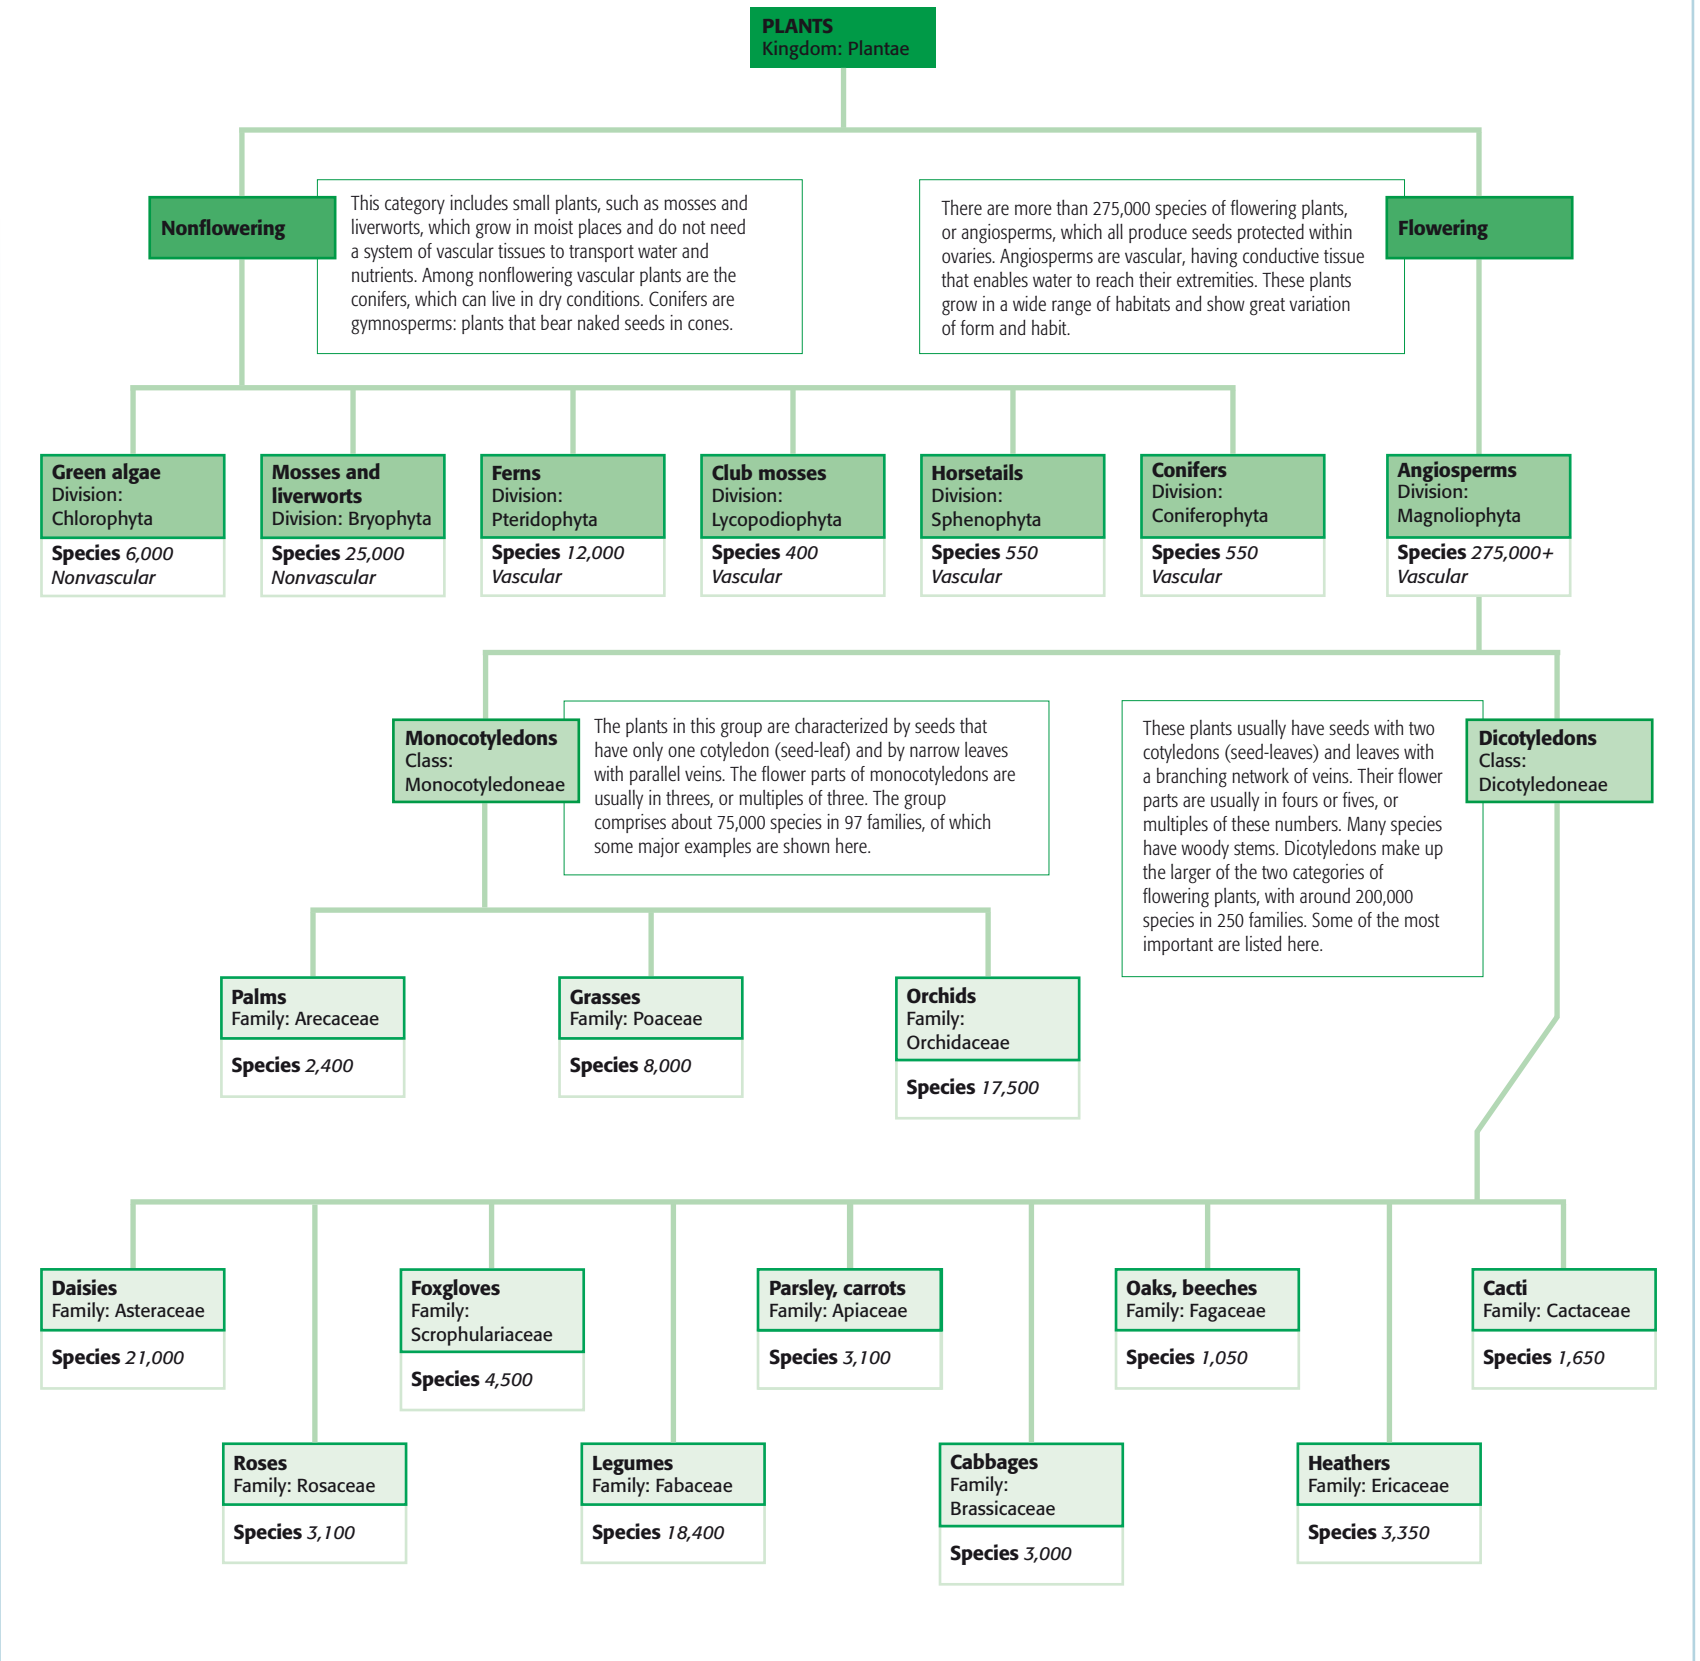 PLANTS
Kingdom: Plantae
Nonflowering
This category includes small plants, such as mosses and
liverworts, which grow in moist places and do not need
a system of vascular tissues to transport water and
nutrients. Among nonflowering vascular plants are the
conifers, which can live in dry conditions. Conifers are
gymnosperms: plants that bear naked seeds in cones.
There are more than 275,000 species of flowering plants,
or angiosperms, which all produce seeds protected within
ovaries. Angiosperms are vascular, having conductive tissue
that enables water to reach their extremities. These plants
grow in a wide range of habitats and show great variation
of form and habit.
Flowering
Green algae
Division:
Chlorophyta
Species 6,000
Nonvascular
Mosses and
liverworts
Division: Bryophyta
Species 25,000
Nonvascular
Ferns
Division:
Pteridophyta
Species 12,000
Vascular
Club mosses
Division:
Lycopodiophyta
Species 400
Vascular
Horsetails
Division:
Sphenophyta
Species 550
Vascular
Conifers
Division:
Coniferophyta
Species 550
Vascular
Angiosperms
Division:
Magnoliophyta
Species 275,000+
Vascular
Monocotyledons
Class:
Monocotyledoneae
The plants in this group are characterized by seeds that
have only one cotyledon (seed-leaf) and by narrow leaves
with parallel veins. The flower parts of monocotyledons are
usually in threes, or multiples of three. The group
comprises about 75,000 species in 97 families, of which
some major examples are shown here.
These plants usually have seeds with two
cotyledons (seed-leaves) and leaves with
a branching network of veins. Their flower
parts are usually in fours or fives, or
multiples of these numbers. Many species
have woody stems. Dicotyledons make up
the larger of the two categories of
flowering plants, with around 200,000
species in 250 families. Some of the most
important are listed here.
Dicotyledons
Class:
Dicotyledoneae
Palms
Family: Arecaceae
Species 2,400
Grasses
Family: Poaceae
Species 8,000
Orchids
Family:
Orchidaceae
Species 17,500
Daisies
Family: Asteraceae
Species 21,000
Foxgloves
Family:
Scrophulariaceae
Species 4,500
Parsley, carrots
Family: Apiaceae
Species 3,100
Oaks, beeches
Family: Fagaceae
Species 1,050
Cacti
Family: Cactaceae
Species 1,650
Roses
Family: Rosaceae
Species 3,100
Legumes
Family: Fabaceae
Species 18,400
Cabbages
Family:
Brassicaceae
Species 3,000
Heathers
Family: Ericaceae
Species 3,350